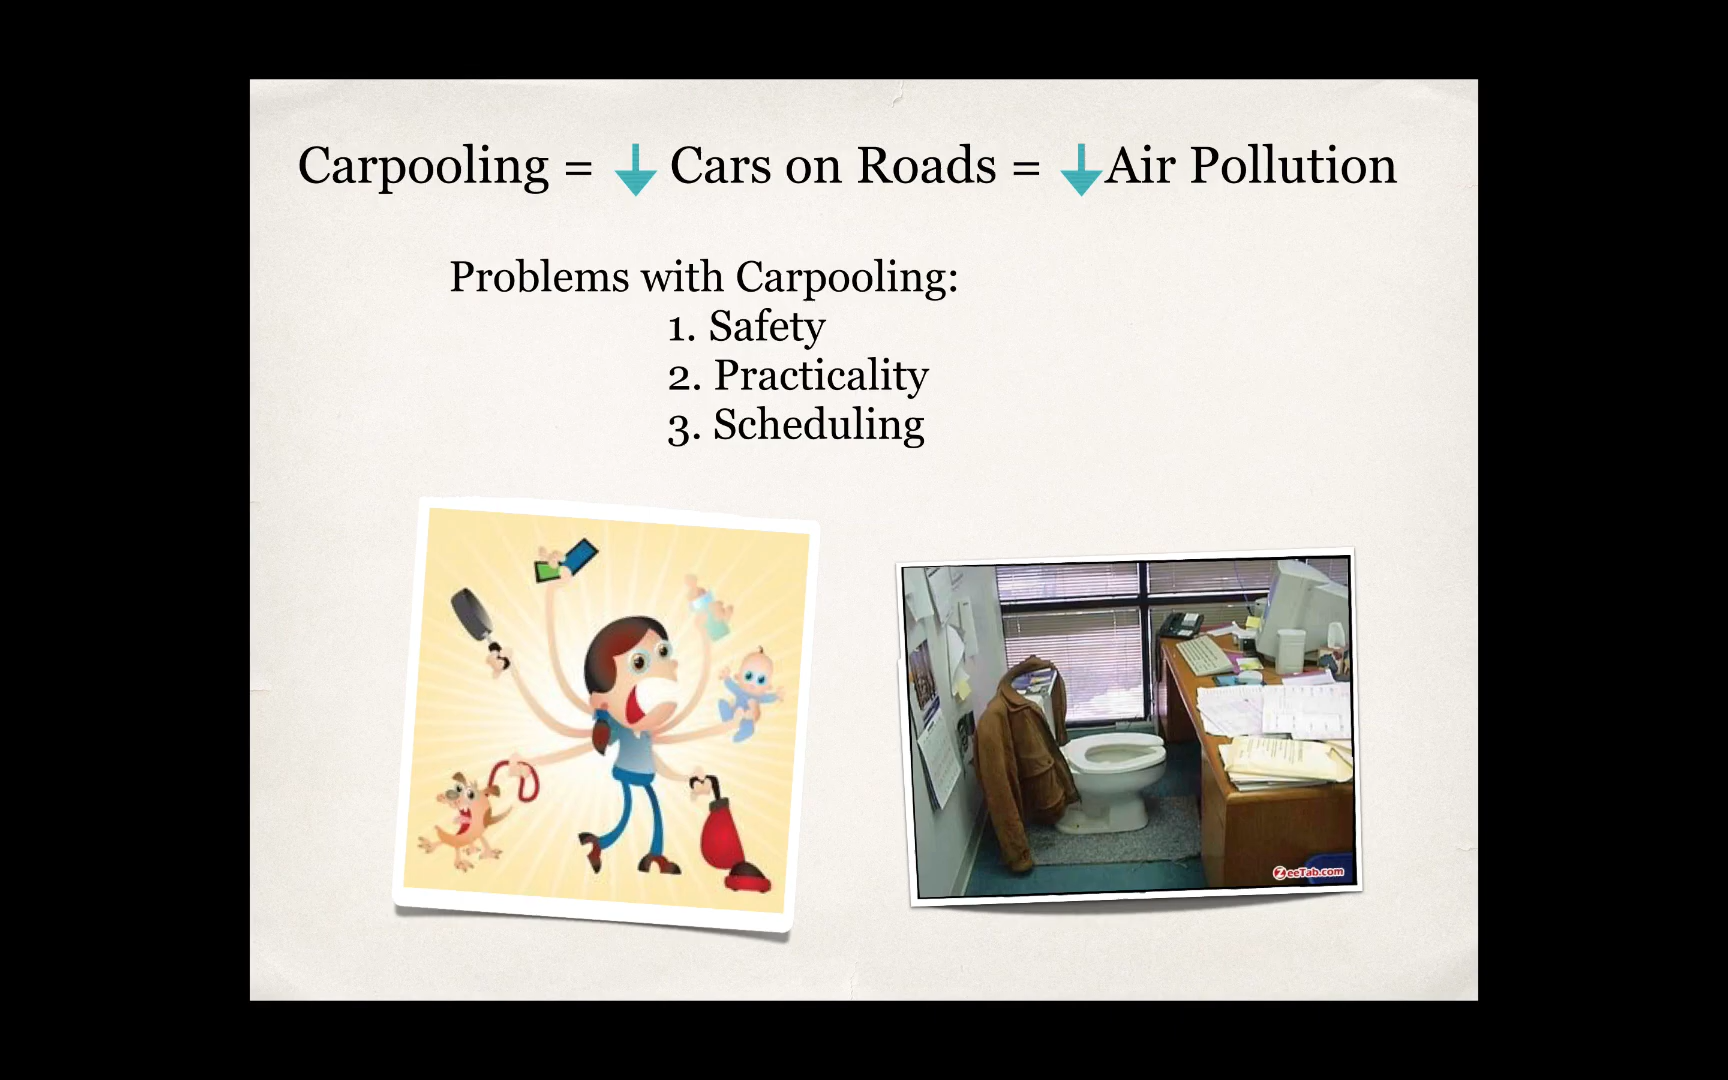 Carpooling = ↓ Cars on Roads = ↓ Air Pollution
Problems with Carpooling:
1. Safety
2. Practicality
3. Scheduling
ZeeTab.com